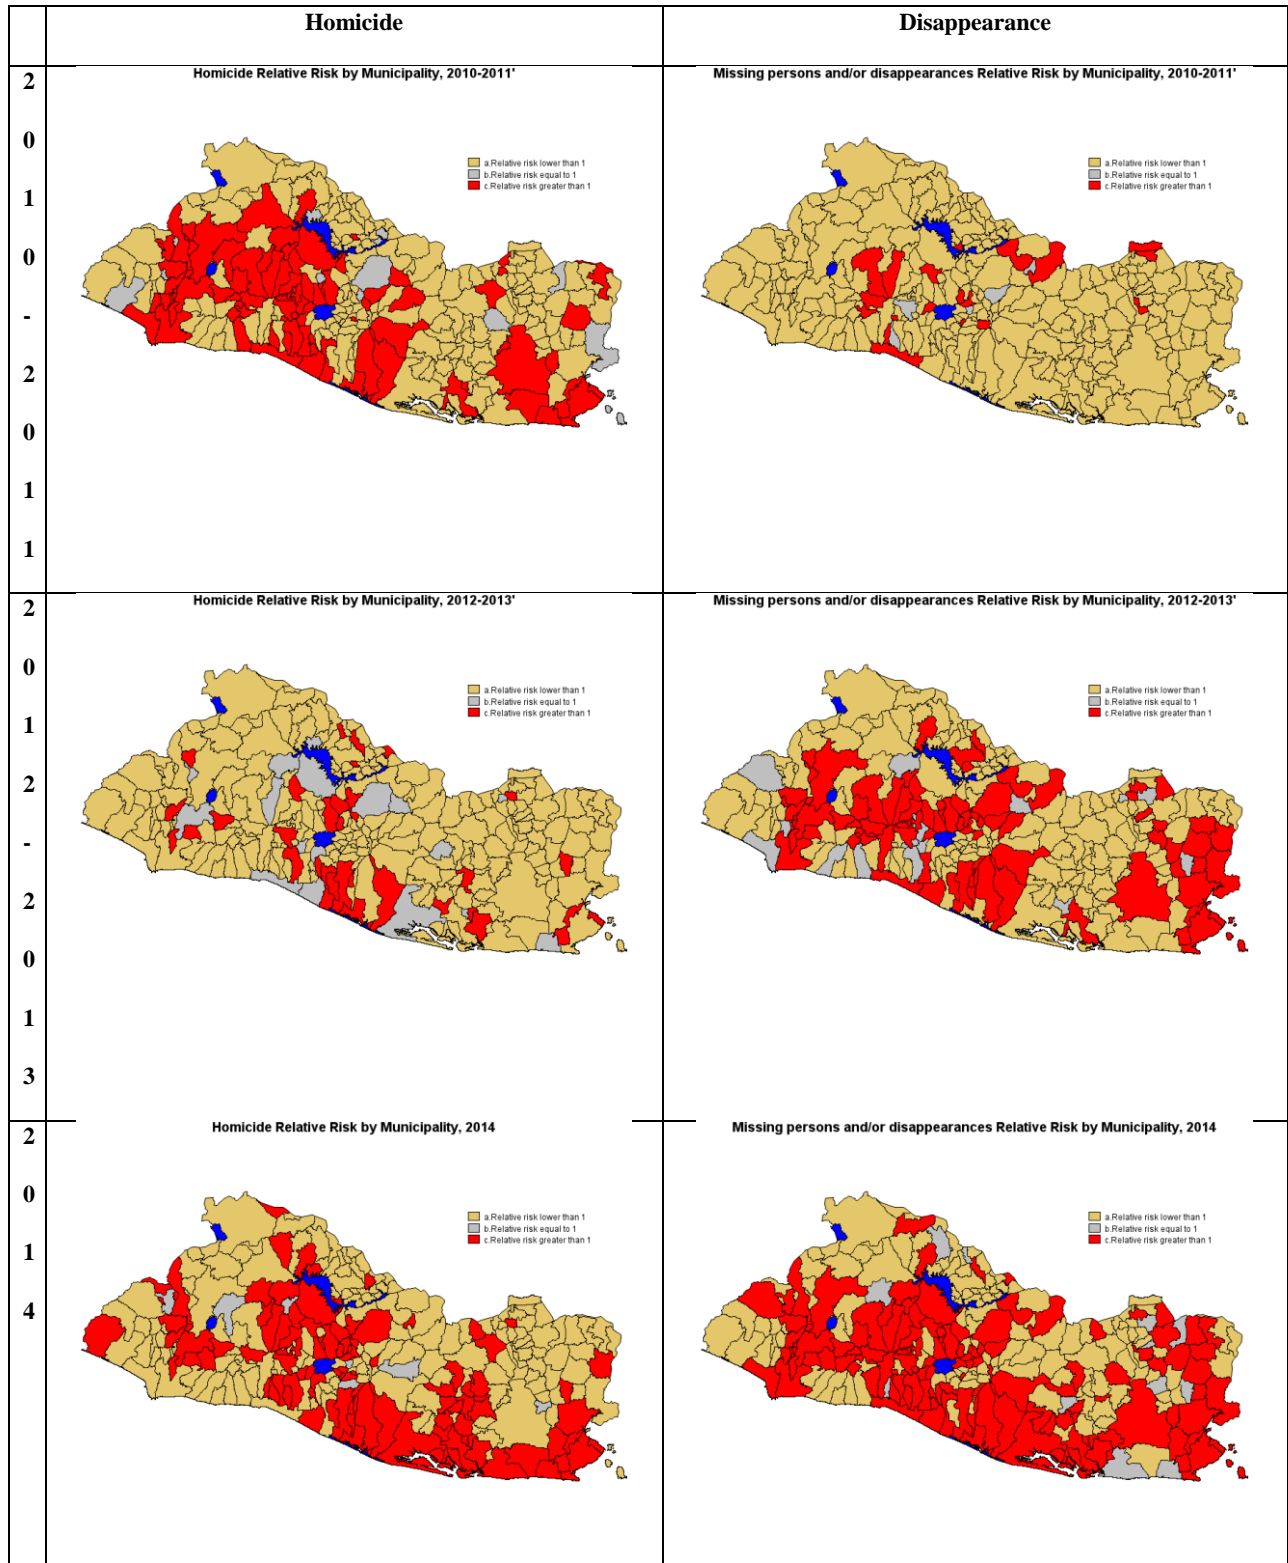 Homicide
Disappearance
2
0
1
0
-
2
0
1
1
Homicide Relative Risk by Municipality, 2010-2011'
a.Relative risk lower than 1
b.Relative risk equal to 1
c.Relative risk greater than 1
Missing persons and/or disappearances Relative Risk by Municipality, 2010-2011'
a.Relative risk lower than 1
b.Relative risk equal to 1
c.Relative risk greater than 1
2
0
1
2
-
2
0
1
3
Homicide Relative Risk by Municipality, 2012-2013'
a.Relative risk lower than 1
b.Relative risk equal to 1
c.Relative risk greater than 1
Missing persons and/or disappearances Relative Risk by Municipality, 2012-2013'
a.Relative risk lower than 1
b.Relative risk equal to 1
c.Relative risk greater than 1
2
0
1
4
Homicide Relative Risk by Municipality, 2014
a.Relative risk lower than 1
b.Relative risk equal to 1
c.Relative risk greater than 1
Missing persons and/or disappearances Relative Risk by Municipality, 2014
a.Relative risk lower than 1
b.Relative risk equal to 1
c.Relative risk greater than 1